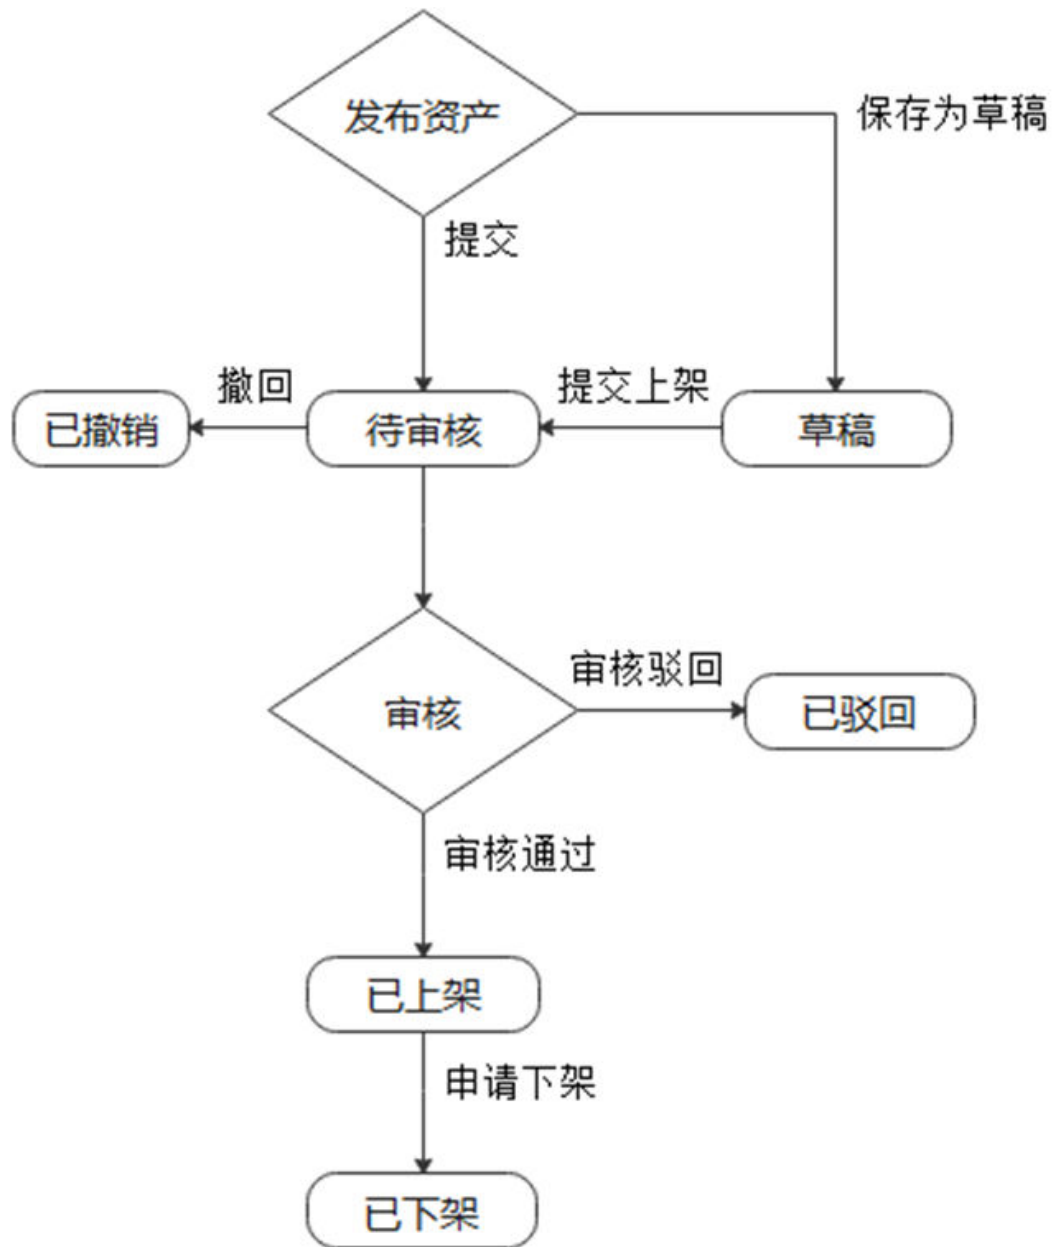 发布资产
保存为草稿
提交
撤回
提交上架
已撤销
待审核
草稿
审核驳回
审核
已驳回
审核通过
已上架
申请下架
已下架